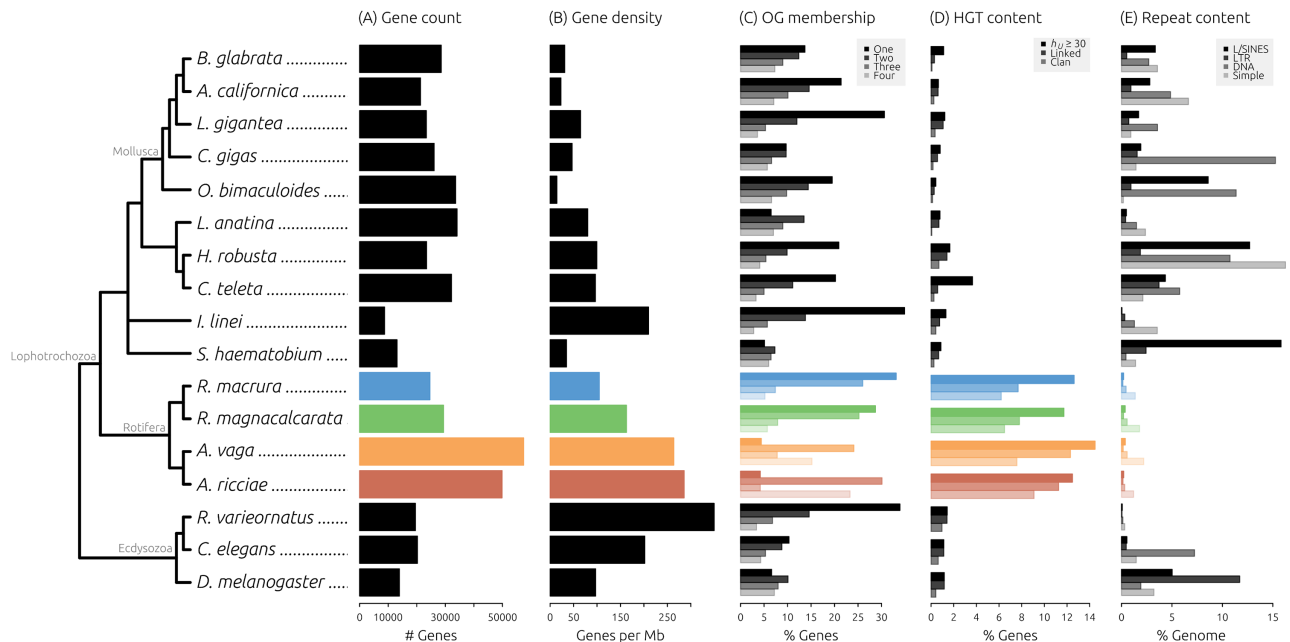 (A) Gene count
(B) Gene density
(C) OG membership
(D) HGT content
(E) Repeat content
One
Two
Three
Four
hU ≥ 30
Linked
Clan
L/SINES
LTR
DNA
Simple
B. glabrata ...............
A. californica ..........
L. gigantea .............
C. gigas ...................
O. bimaculoides .....
L. anatina ...............
H. robusta ..............
C. teleta ..................
I. linei ......................
S. haematobium .....
R. macrura ..............
R. magnacalcarata
A. vaga ...................
A. ricciae ................
R. varieornatus .......
C. elegans ..............
D. melanogaster ....
Mollusca
Lophotrochozoa
Rotifera
Ecdysozoa
10000 30000 50000
# Genes
0 50 150 250
Genes per Mb
0 5 10 15 20 25 30
% Genes
0 2 4 6 8 10 12 14
% Genes
0 5 10 15
% Genome